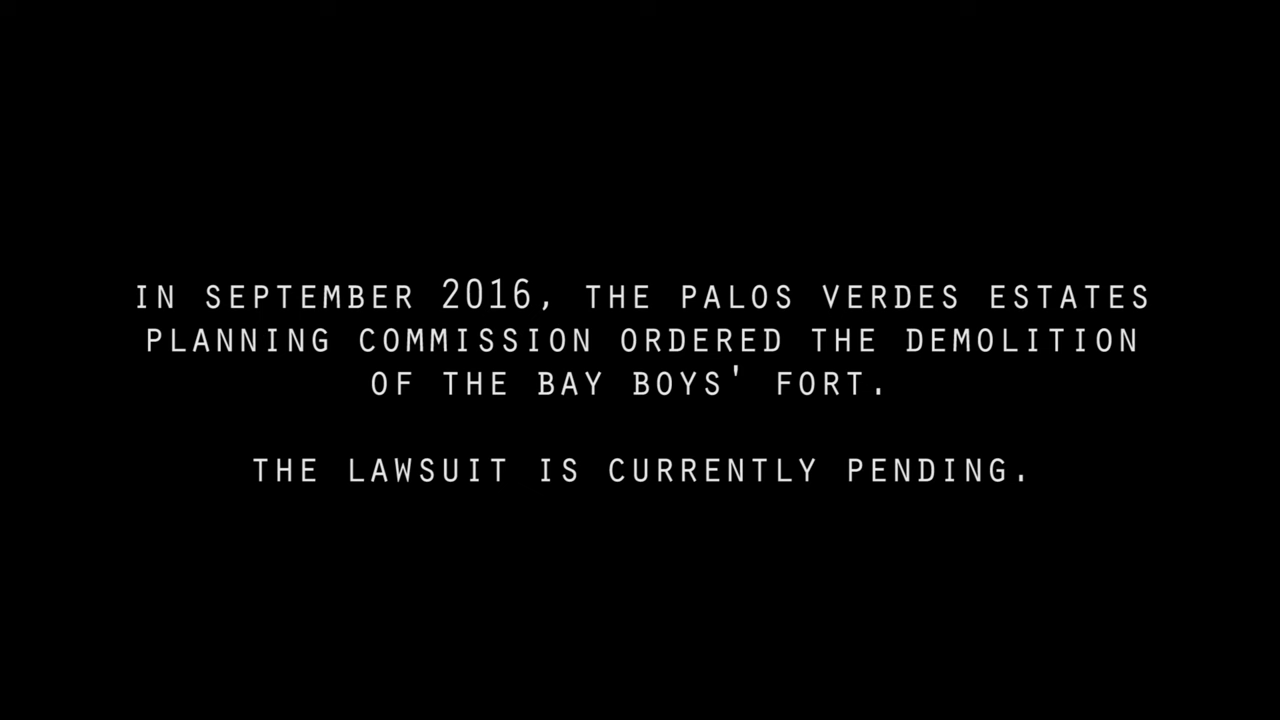 IN SEPTEMBER 2016, THE PALOS VERDES ESTATES
PLANNING COMMISSION ORDERED THE DEMOLITION
OF THE BAY BOYS' FORT.
THE LAWSUIT IS CURRENTLY PENDING.